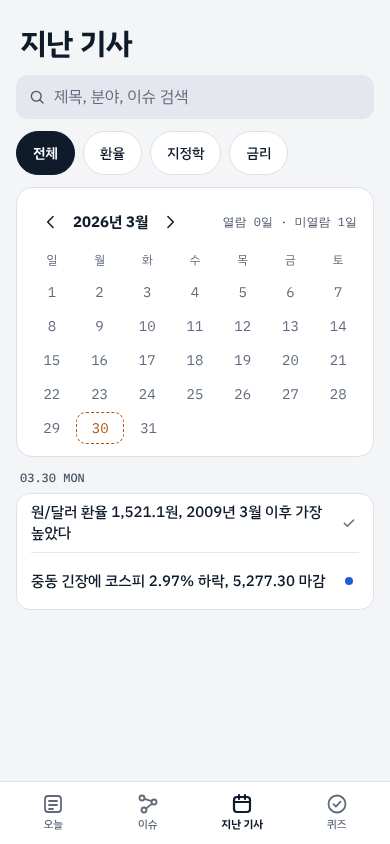 지난 기사
제목, 분야, 이슈 검색
전체 환율 지정학 금리
2026년 3월 열람 0일 · 미열람 1일
일 월 화 수 목 금 토
1 2 3 4 5 6 7
8 9 10 11 12 13 14
15 16 17 18 19 20 21
22 23 24 25 26 27 28
29 30 31
03.30 MON
원/달러 환율 1,521.1원, 2009년 3월 이후 가장
높았다
중동 긴장에 코스피 2.97% 하락, 5,277.30 마감
오늘 이슈 지난 기사 퀴즈